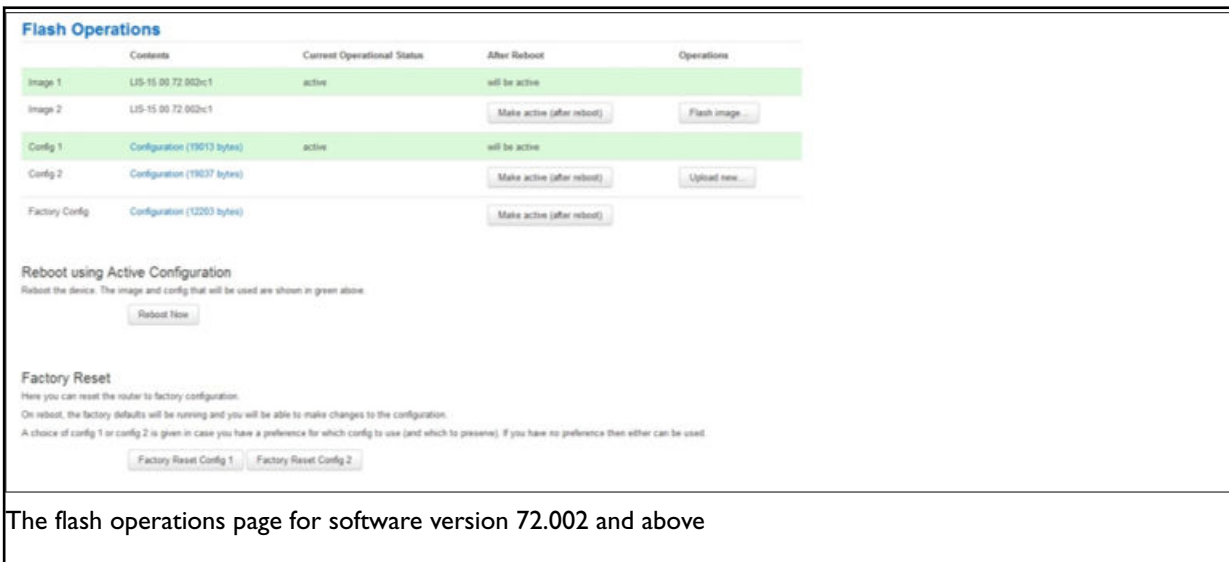 Flash Operations
Contents Current Operational Status After Reboot Operations
Image 1 LIS-15.00.72.002rc1 active will be active
Image 2 LIS-15.00.72.002rc1 Make active (after reboot) Flash image...
Config 1 Configuration (19013 bytes) active will be active
Config 2 Configuration (19037 bytes) Make active (after reboot) Upload new...
Factory Config Configuration (12203 bytes) Make active (after reboot)
Reboot using Active Configuration
Reboot the device. The image and config that will be used are shown in green above.
Reboot Now
Factory Reset
Here you can reset the router to factory configuration.
On reboot, the factory defaults will be running and you will be able to make changes to the configuration.
A choice of config 1 or config 2 is given in case you have a preference for which config to use (and which to preserve). If you have no preference then either can be used.
Factory Reset Config 1 Factory Reset Config 2
The flash operations page for software version 72.002 and above